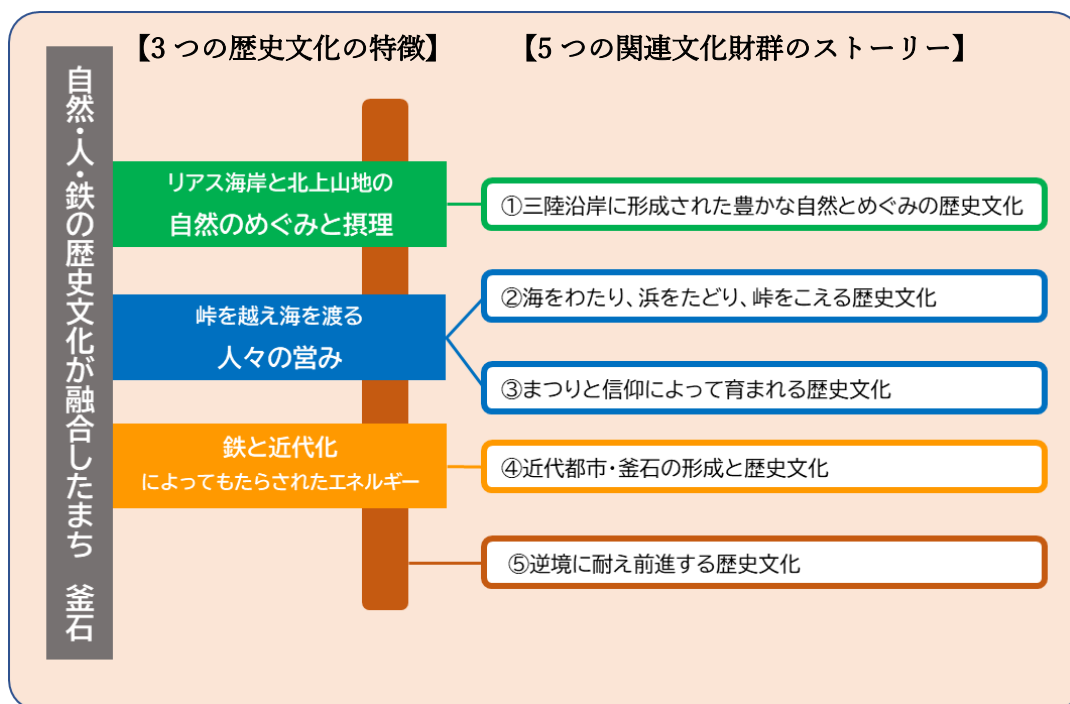 【3つの歴史文化の特徴】
【5つの関連文化財群のストーリー】
自然・人・鉄の歴史文化が融合したまち 釜石
リアス海岸と北上山地の
自然のめぐみと摂理
①三陸沿岸に形成された豊かな自然とめぐみの歴史文化
峠を越え海を渡る
人々の営み
②海をわたり、浜をたどり、峠をこえる歴史文化
③まつりと信仰によって育まれる歴史文化
鉄と近代化
によってもたらされたエネルギー
④近代都市・釜石の形成と歴史文化
⑤逆境に耐え前進する歴史文化